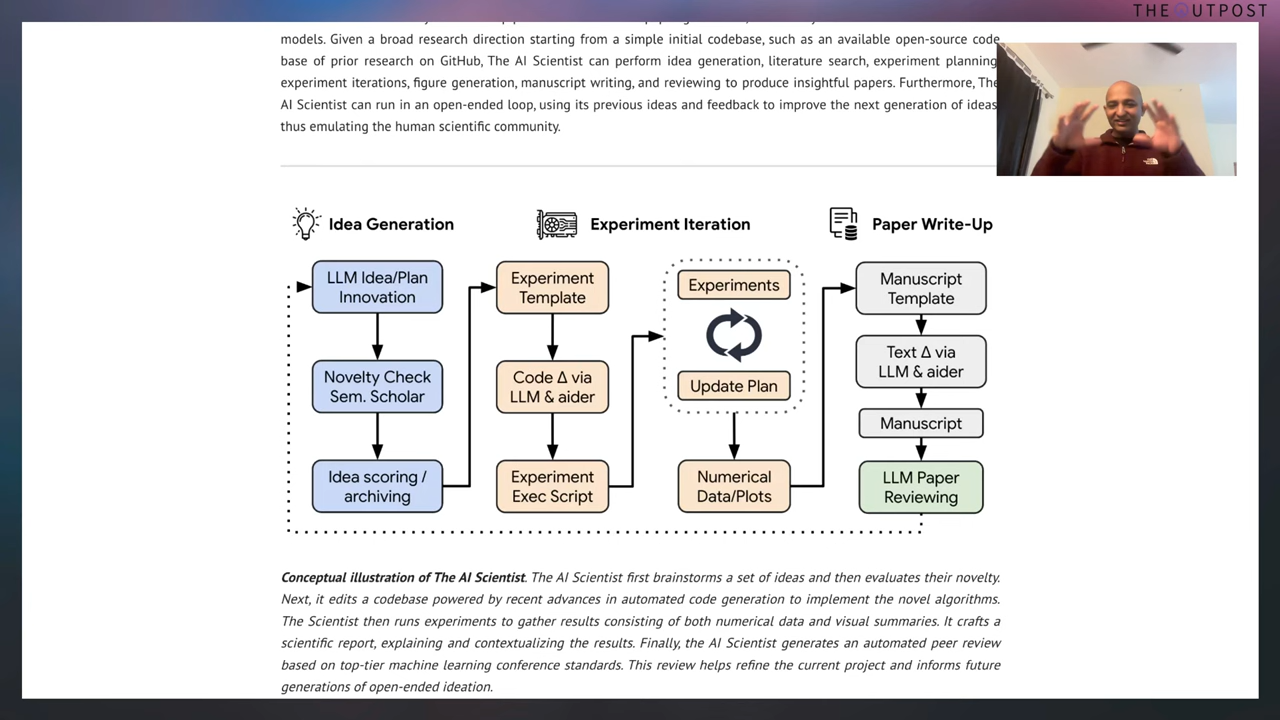 THE OUTPOST
models. Given a broad research direction starting from a simple initial codebase, such as an available open-source code
base of prior research on GitHub, The AI Scientist can perform idea generation, literature search, experiment planning
experiment iterations, figure generation, manuscript writing, and reviewing to produce insightful papers. Furthermore, The
AI Scientist can run in an open-ended loop, using its previous ideas and feedback to improve the next generation of ideas
thus emulating the human scientific community.
Idea Generation
Experiment Iteration
Paper Write-Up
LLM Idea/Plan
Innovation
Novelty Check
Sem. Scholar
Idea scoring /
archiving
Experiment
Template
Code Δ via
LLM & aider
Experiment
Exec Script
Experiments
Update Plan
Numerical
Data/Plots
Manuscript
Template
Text Δ via
LLM & aider
Manuscript
LLM Paper
Reviewing
Conceptual illustration of The AI Scientist. The AI Scientist first brainstorms a set of ideas and then evaluates their novelty.
Next, it edits a codebase powered by recent advances in automated code generation to implement the novel algorithms.
The Scientist then runs experiments to gather results consisting of both numerical data and visual summaries. It crafts a
scientific report, explaining and contextualizing the results. Finally, the AI Scientist generates an automated peer review
based on top-tier machine learning conference standards. This review helps refine the current project and informs future
generations of open-ended ideation.